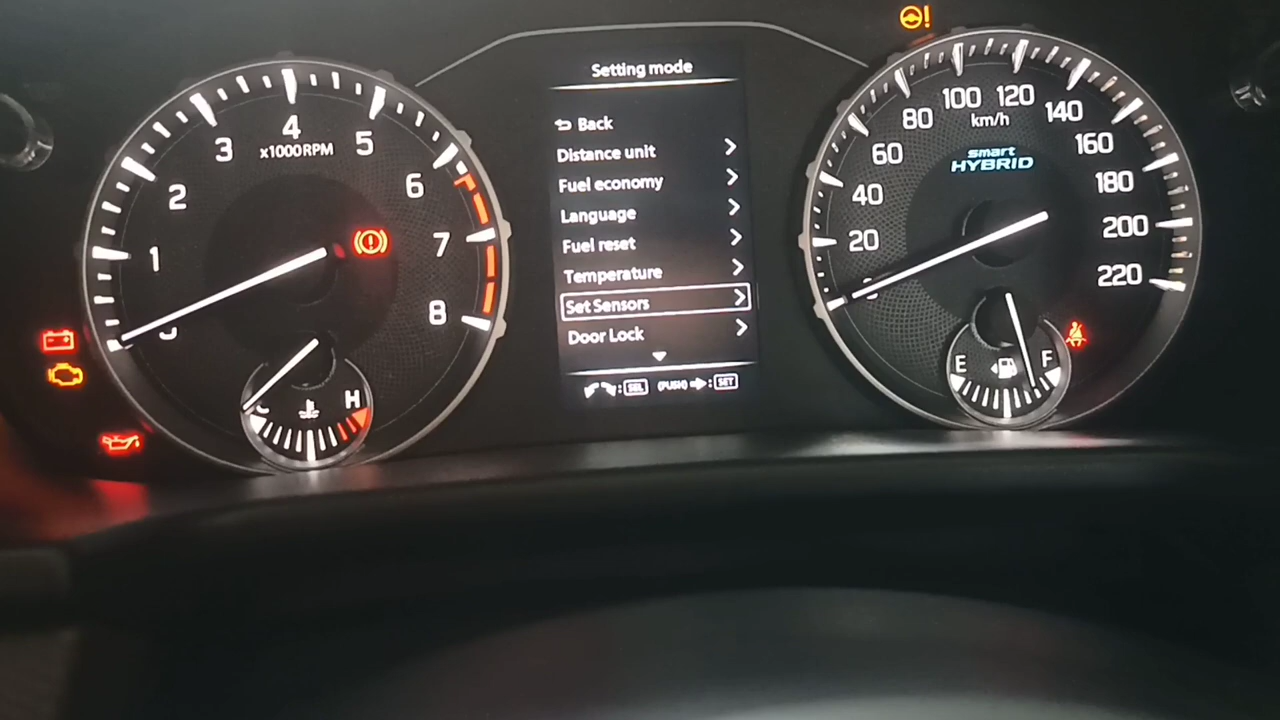 Setting mode
Back
Distance unit
Fuel economy
Language
Fuel reset
Temperature
Set Sensors
Door Lock
: SEL (PUSH) : SET
1
2
3
4
5
6
7
8
x1000RPM
H
20
40
60
80
100
120
140
160
180
200
220
km/h
smart
HYBRID
E
F